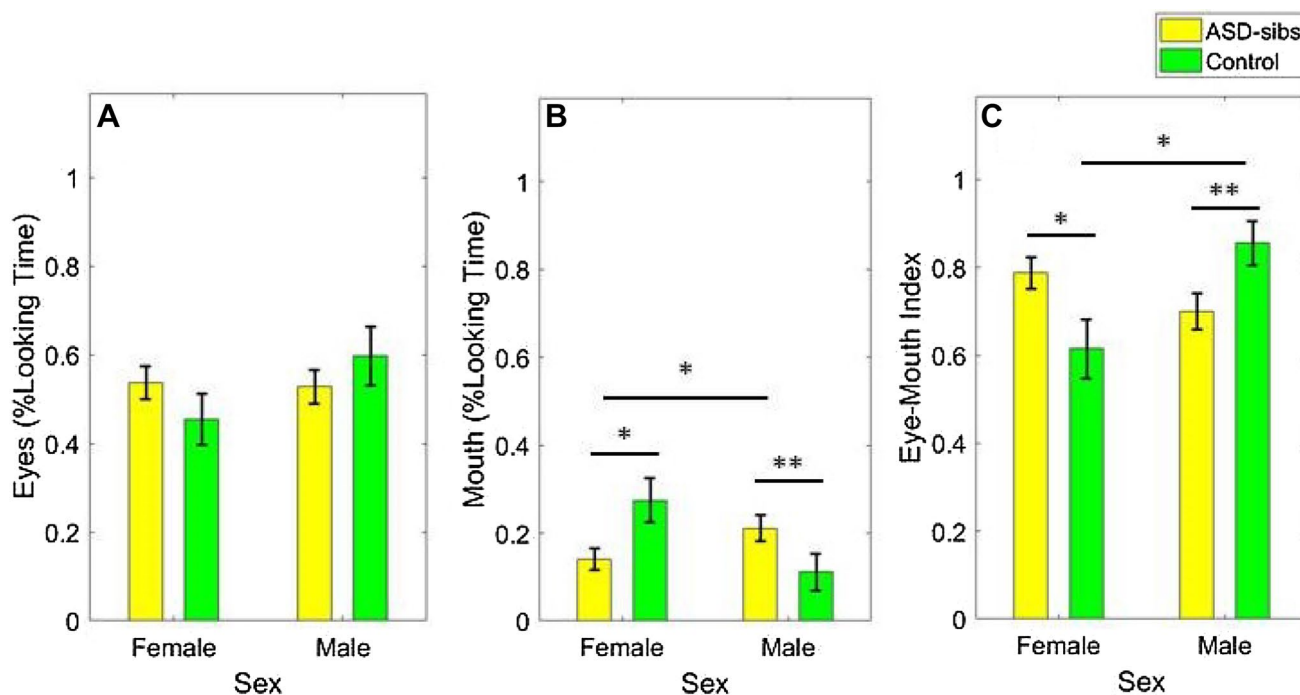 ASD-sibs
Control
A
Eyes (%Looking Time)
1
0.8
0.6
0.4
0.2
0
Female
Male
Sex
B
Mouth (%Looking Time)
1
0.8
0.6
0.4
0.2
0
*
*
**
Female
Male
Sex
C
Eye-Mouth Index
1
0.8
0.6
0.4
0.2
0
*
*
**
Female
Male
Sex